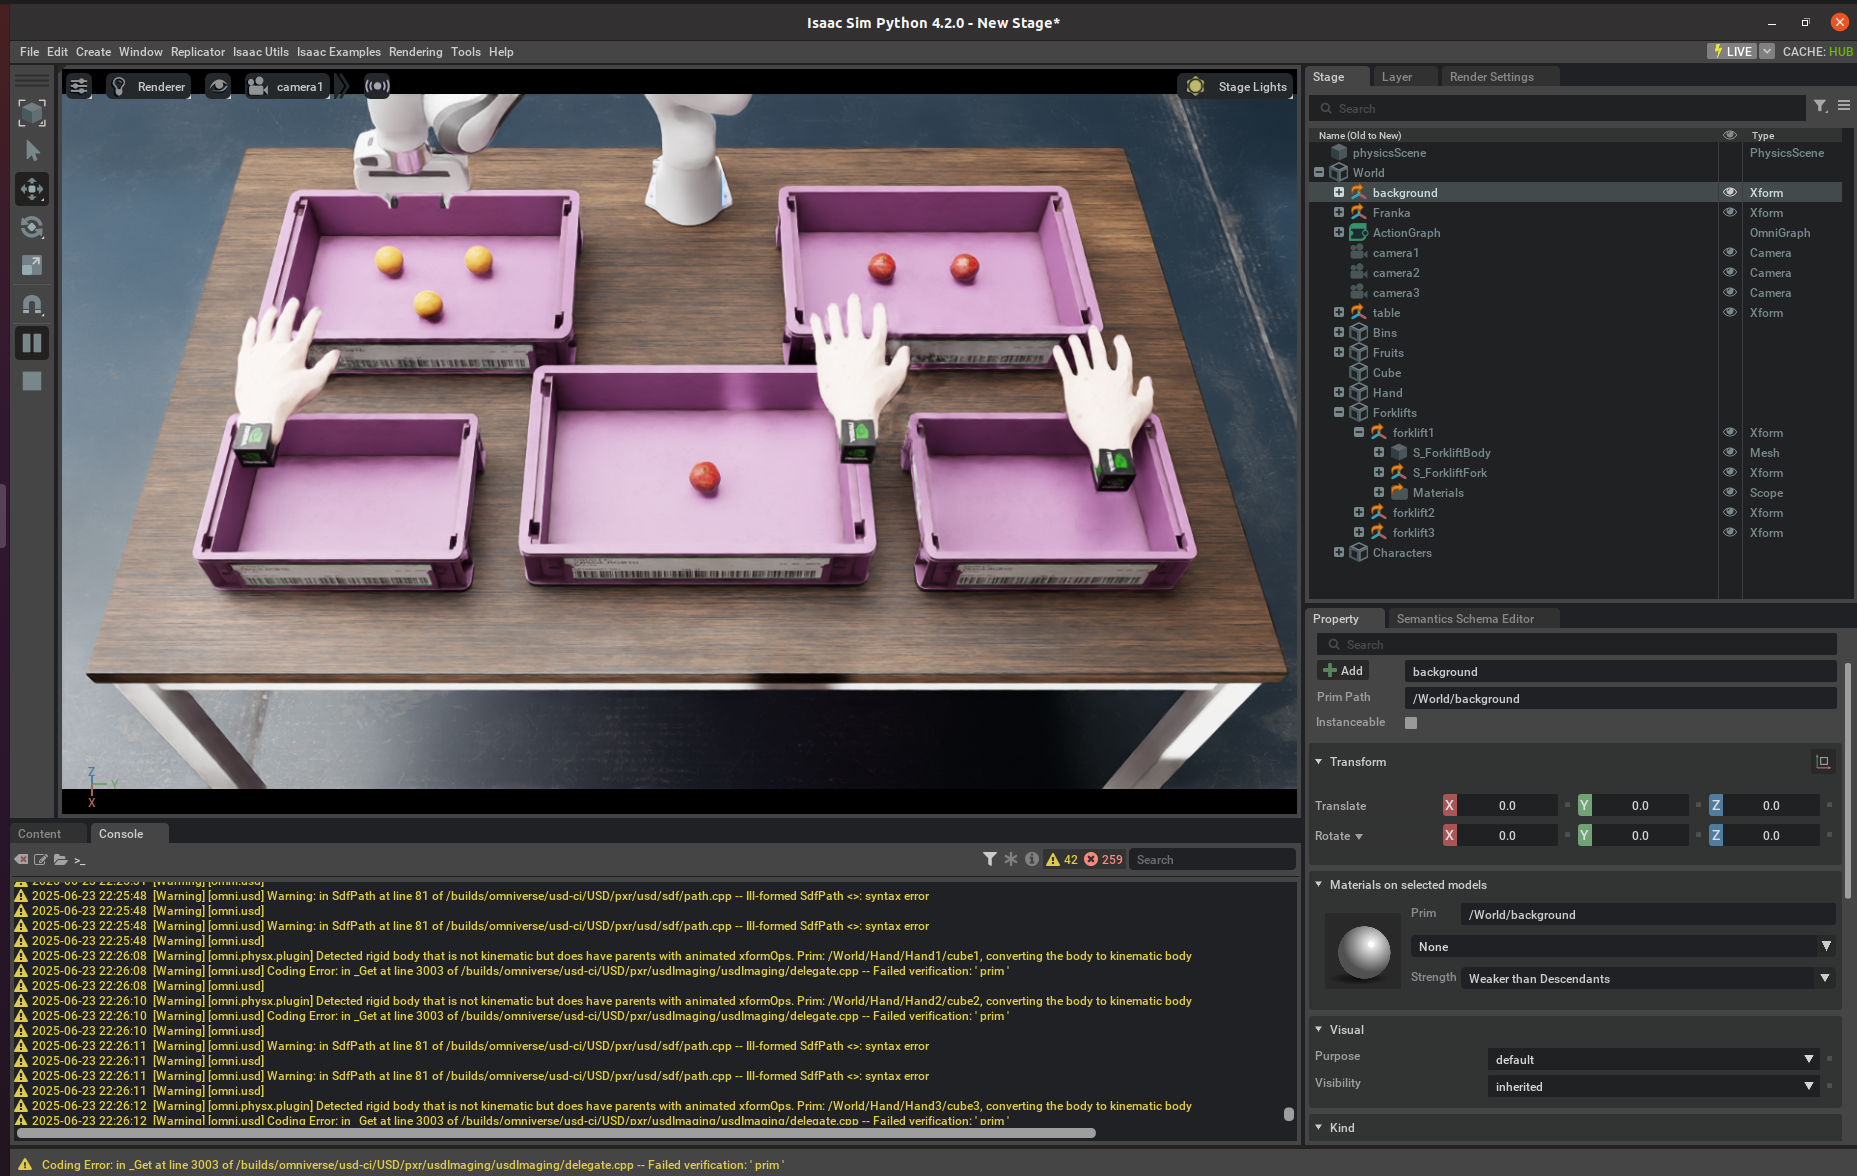 Isaac Sim Python 4.2.0 - New Stage*
File Edit Create Window Replicator Isaac Utils Isaac Examples Rendering Tools Help
LIVE CACHE: HUB
Renderer camera1 Stage Lights
Stage Layer Render Settings
Search
Name (Old to New) Type
physicsScene PhysicsScene
World
background Xform
Franka Xform
ActionGraph OmniGraph
camera1 Camera
camera2 Camera
camera3 Camera
table Xform
Bins
Fruits
Cube
Hand
Forklifts
forklift1 Xform
S_ForkliftBody Mesh
S_ForkliftFork Xform
Materials Scope
forklift2 Xform
forklift3 Xform
Characters
Z
Y
X
Property Semantics Schema Editor
Search
Add background
Prim Path /World/background
Instanceable
Transform
Translate X 0.0 Y 0.0 Z 0.0
Rotate X 0.0 Y 0.0 Z 0.0
Materials on selected models
Prim /World/background
None
Strength Weaker than Descendants
Visual
Purpose default
Visibility inherited
Kind
Content Console
>_ 42 259 Search
2025-06-23 22:25:31 [Warning] [omni.usd]
2025-06-23 22:25:48 [Warning] [omni.usd] Warning: in SdfPath at line 81 of /builds/omniverse/usd-ci/USD/pxr/usd/sdf/path.cpp -- Ill-formed SdfPath <>: syntax error
2025-06-23 22:25:48 [Warning] [omni.usd]
2025-06-23 22:25:48 [Warning] [omni.usd] Warning: in SdfPath at line 81 of /builds/omniverse/usd-ci/USD/pxr/usd/sdf/path.cpp -- Ill-formed SdfPath <>: syntax error
2025-06-23 22:25:48 [Warning] [omni.usd]
2025-06-23 22:26:08 [Warning] [omni.physx.plugin] Detected rigid body that is not kinematic but does have parents with animated xformOps. Prim: /World/Hand/Hand1/cube1, converting the body to kinematic body
2025-06-23 22:26:08 [Warning] [omni.usd] Coding Error: in _Get at line 3003 of /builds/omniverse/usd-ci/USD/pxr/usdImaging/usdImaging/delegate.cpp -- Failed verification: ' prim '
2025-06-23 22:26:08 [Warning] [omni.usd]
2025-06-23 22:26:10 [Warning] [omni.physx.plugin] Detected rigid body that is not kinematic but does have parents with animated xformOps. Prim: /World/Hand/Hand2/cube2, converting the body to kinematic body
2025-06-23 22:26:10 [Warning] [omni.usd] Coding Error: in _Get at line 3003 of /builds/omniverse/usd-ci/USD/pxr/usdImaging/usdImaging/delegate.cpp -- Failed verification: ' prim '
2025-06-23 22:26:10 [Warning] [omni.usd]
2025-06-23 22:26:11 [Warning] [omni.usd] Warning: in SdfPath at line 81 of /builds/omniverse/usd-ci/USD/pxr/usd/sdf/path.cpp -- Ill-formed SdfPath <>: syntax error
2025-06-23 22:26:11 [Warning] [omni.usd]
2025-06-23 22:26:11 [Warning] [omni.usd] Warning: in SdfPath at line 81 of /builds/omniverse/usd-ci/USD/pxr/usd/sdf/path.cpp -- Ill-formed SdfPath <>: syntax error
2025-06-23 22:26:11 [Warning] [omni.usd]
2025-06-23 22:26:12 [Warning] [omni.physx.plugin] Detected rigid body that is not kinematic but does have parents with animated xformOps. Prim: /World/Hand/Hand3/cube3, converting the body to kinematic body
2025-06-23 22:26:12 [Warning] [omni.usd] Coding Error: in _Get at line 3003 of /builds/omniverse/usd-ci/USD/pxr/usdImaging/usdImaging/delegate.cpp -- Failed verification: ' prim '
Coding Error: in _Get at line 3003 of /builds/omniverse/usd-ci/USD/pxr/usdImaging/usdImaging/delegate.cpp -- Failed verification: ' prim '